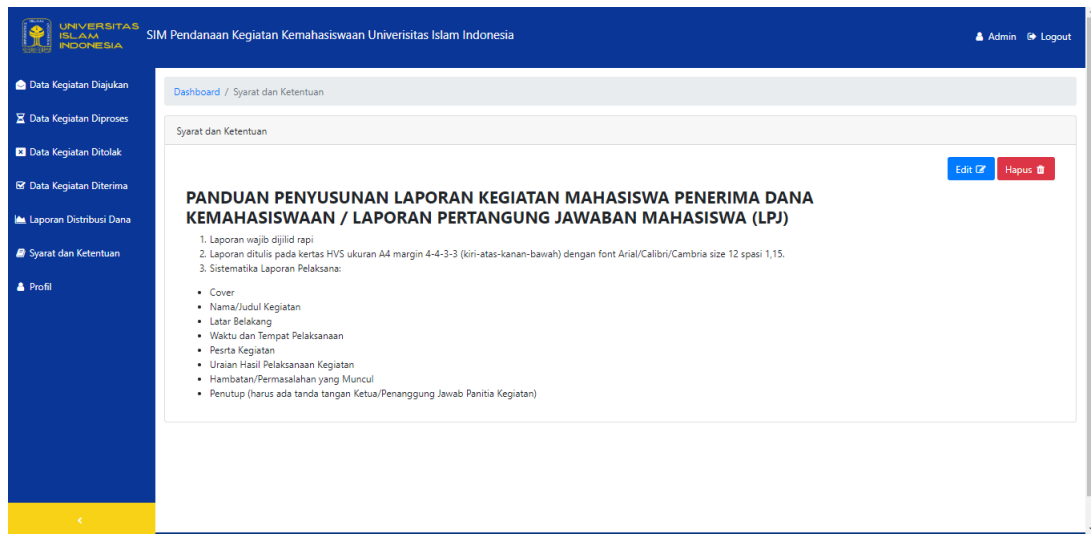 UNIVERSITAS
ISLAM
INDONESIA
SIM Pendanaan Kegiatan Kemahasiswaan Univerisitas Islam Indonesia
Admin Logout
Data Kegiatan Diajukan
Data Kegiatan Diproses
Data Kegiatan Ditolak
Data Kegiatan Diterima
Laporan Distribusi Dana
Syarat dan Ketentuan
Profil
Dashboard / Syarat dan Ketentuan
Syarat dan Ketentuan
Edit Hapus
PANDUAN PENYUSUNAN LAPORAN KEGIATAN MAHASISWA PENERIMA DANA
KEMAHASISWAAN / LAPORAN PERTANGUNG JAWABAN MAHASISWA (LPJ)
1. Laporan wajib dijilid rapi
2. Laporan ditulis pada kertas HVS ukuran A4 margin 4-4-3-3 (kiri-atas-kanan-bawah) dengan font Arial/Calibri/Cambria size 12 spasi 1,15.
3. Sistematika Laporan Pelaksana:
• Cover
• Nama/Judul Kegiatan
• Latar Belakang
• Waktu dan Tempat Pelaksanaan
• Pesrta Kegiatan
• Uraian Hasil Pelaksanaan Kegiatan
• Hambatan/Permasalahan yang Muncul
• Penutup (harus ada tanda tangan Ketua/Penanggung Jawab Panitia Kegiatan)